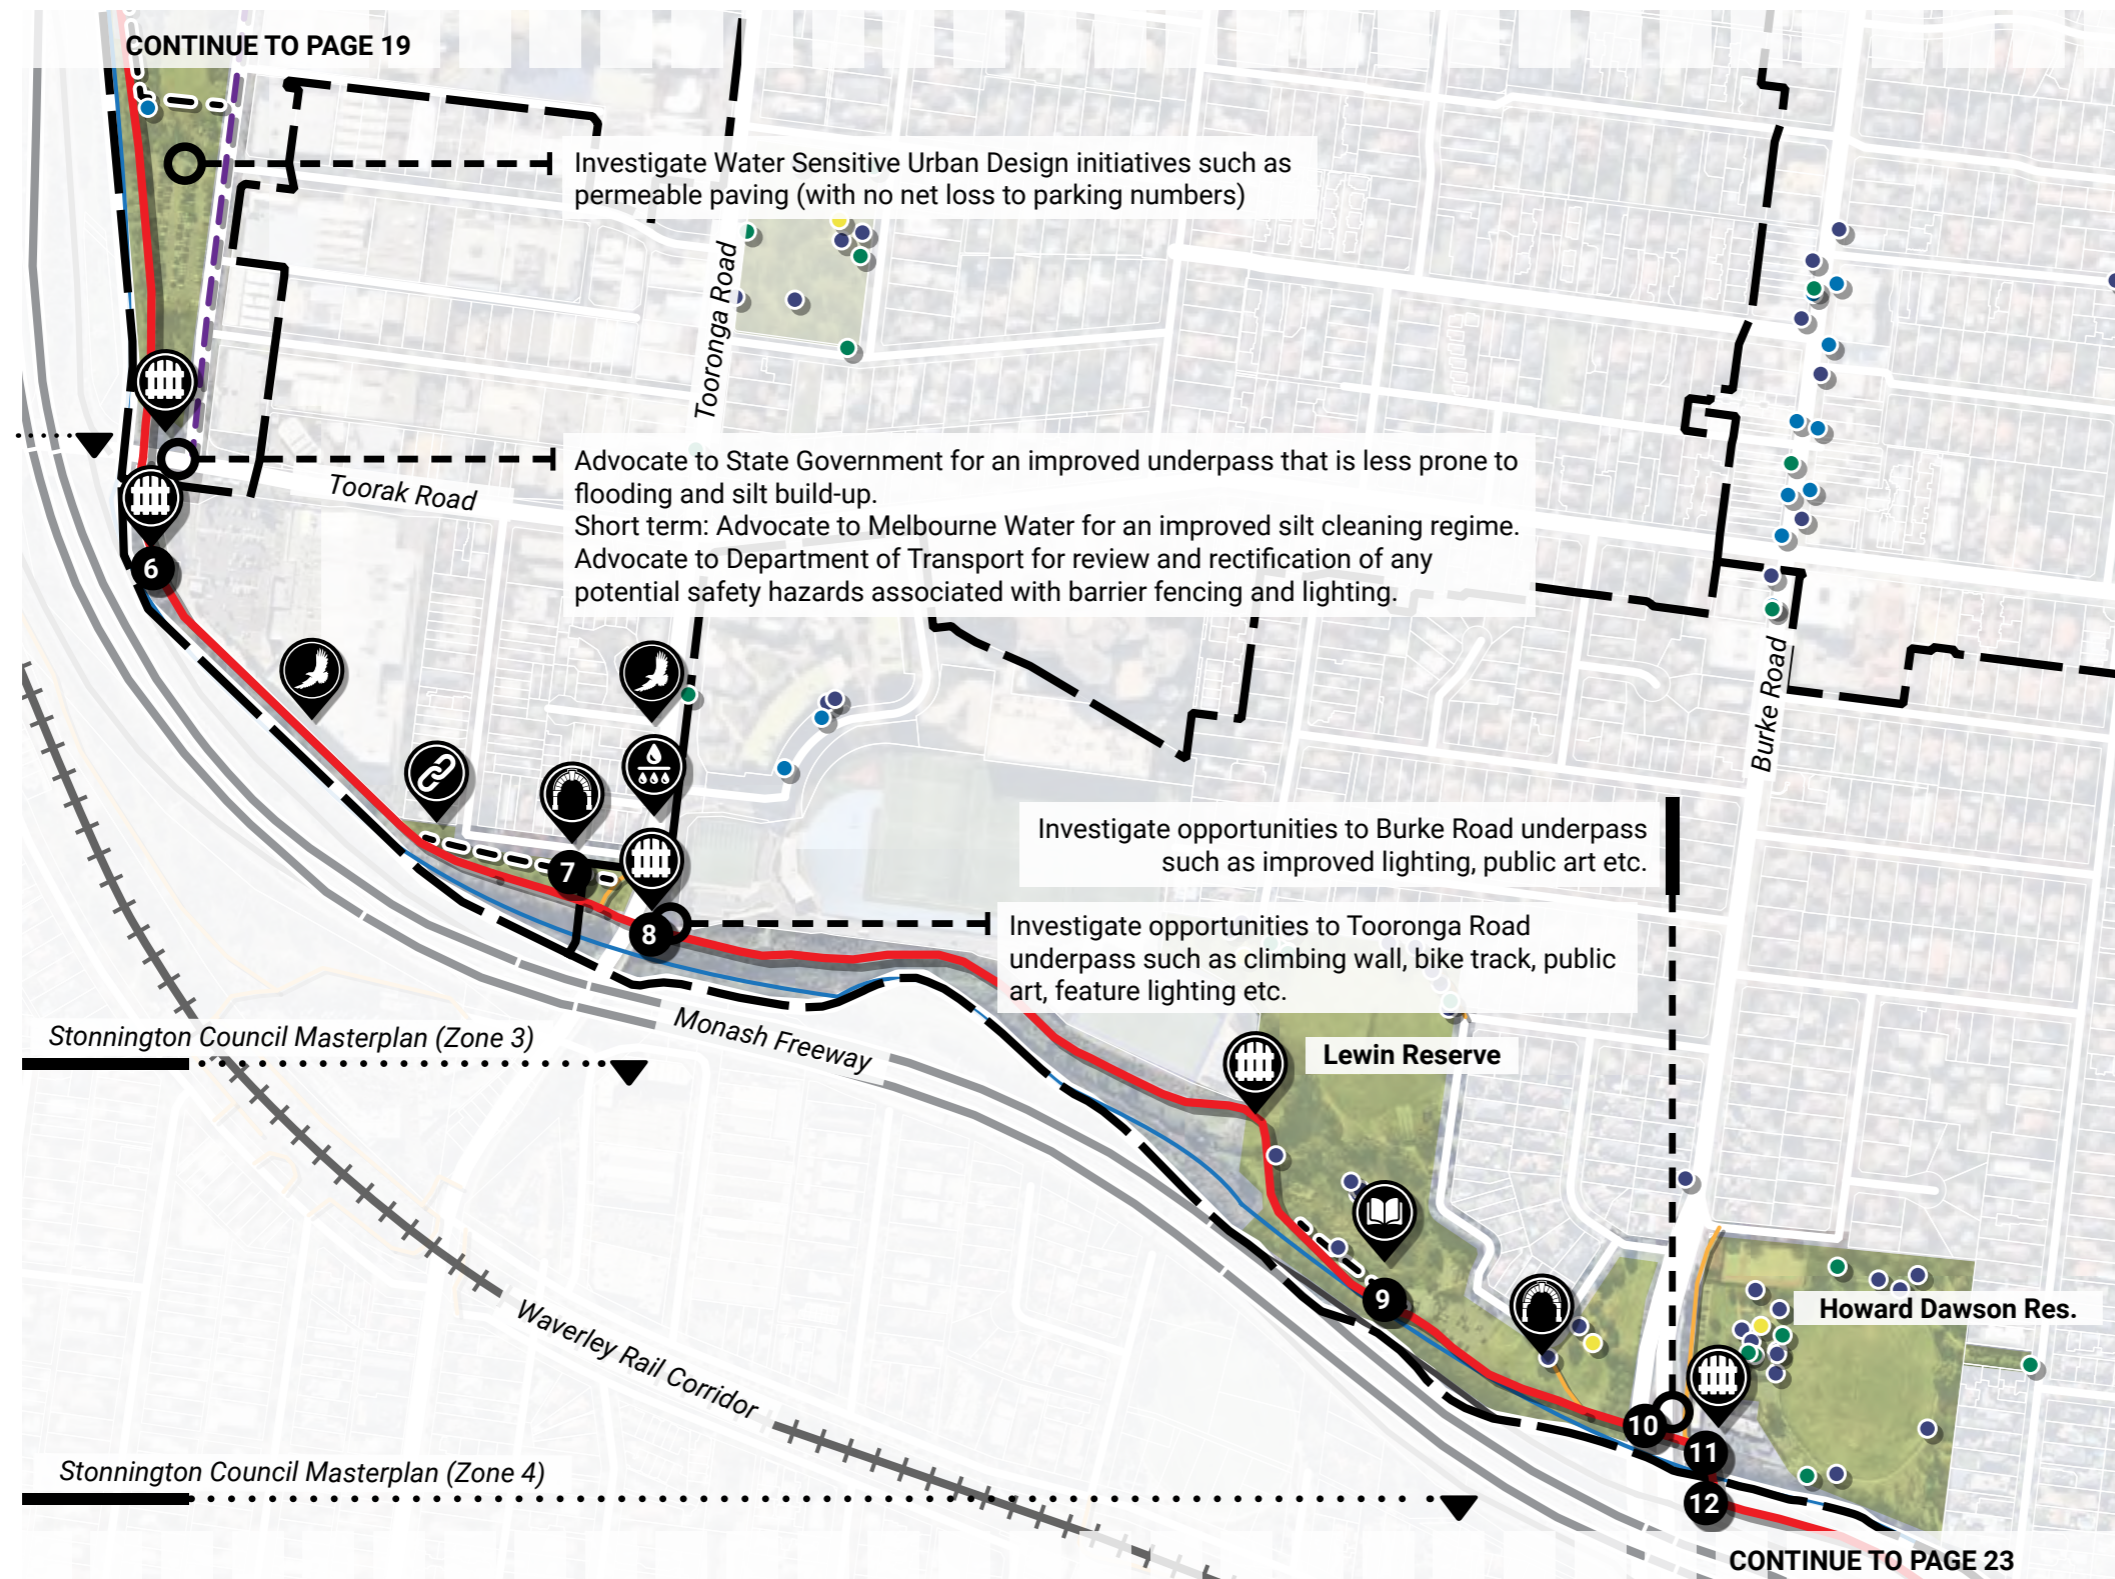 CONTINUE TO PAGE 19
Investigate Water Sensitive Urban Design initiatives such as
permeable paving (with no net loss to parking numbers)
Tooronga Road
Advocate to State Government for an improved underpass that is less prone to
flooding and silt build-up.
Short term: Advocate to Melbourne Water for an improved silt cleaning regime.
Advocate to Department of Transport for review and rectification of any
potential safety hazards associated with barrier fencing and lighting.
Toorak Road
6
Burke Road
Investigate opportunities to Burke Road underpass
such as improved lighting, public art etc.
7
8
Investigate opportunities to Tooronga Road
underpass such as climbing wall, bike track, public
art, feature lighting etc.
Stonnington Council Masterplan (Zone 3)
Monash Freeway
Lewin Reserve
9
Howard Dawson Res.
Waverley Rail Corridor
10
11
Stonnington Council Masterplan (Zone 4)
12
CONTINUE TO PAGE 23